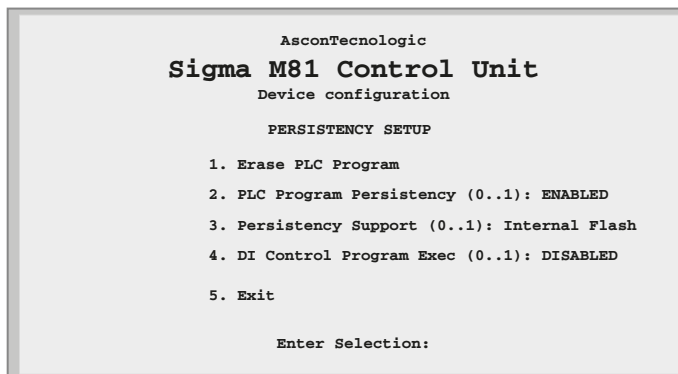 AsconTecnologic
Sigma M81 Control Unit
Device configuration
PERSISTENCY SETUP
1. Erase PLC Program
2. PLC Program Persistency (0..1): ENABLED
3. Persistency Support (0..1): Internal Flash
4. DI Control Program Exec (0..1): DISABLED
5. Exit
Enter Selection: